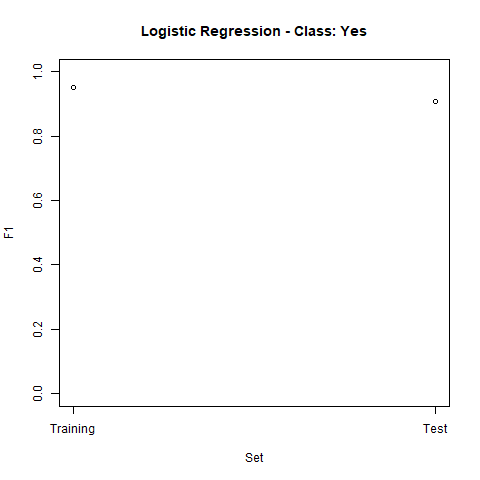 Logistic Regression - Class: Yes
1.0
0.8
0.6
0.4
0.2
0.0
F1
Training
Test
Set